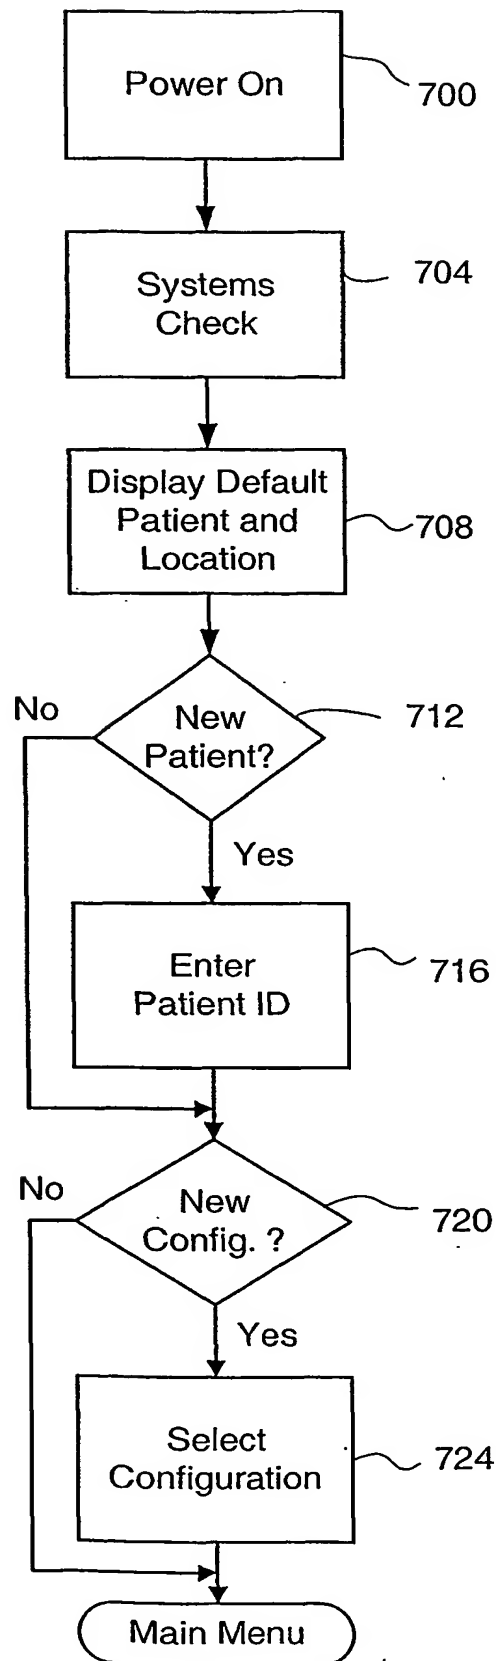 Power On
700
Systems
Check
704
Display Default
Patient and
Location
708
New
Patient?
712
No
Yes
Enter
Patient ID
716
New
Config. ?
720
No
Yes
Select
Configuration
724
Main Menu